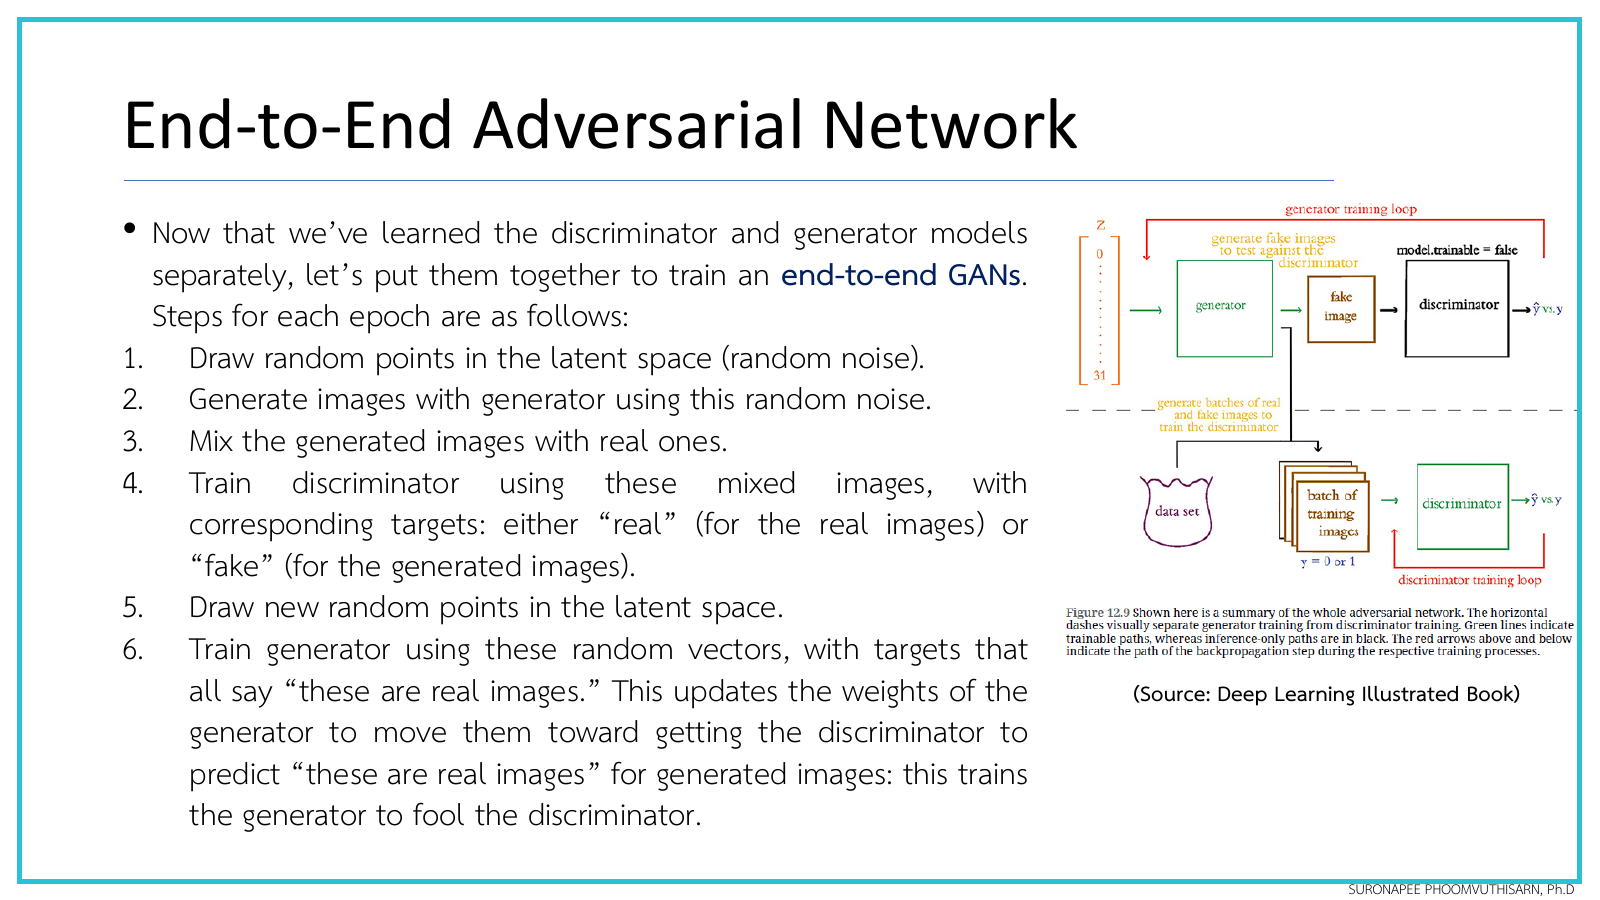 End-to-End Adversarial Network
• Now that we’ve learned the discriminator and generator models
separately, let’s put them together to train an end-to-end GANs.
Steps for each epoch are as follows:
1. Draw random points in the latent space (random noise).
2. Generate images with generator using this random noise.
3. Mix the generated images with real ones.
4. Train discriminator using these mixed images, with
corresponding targets: either “real” (for the real images) or
“fake” (for the generated images).
5. Draw new random points in the latent space.
6. Train generator using these random vectors, with targets that
all say “these are real images.” This updates the weights of the
generator to move them toward getting the discriminator to
predict “these are real images” for generated images: this trains
the generator to fool the discriminator.
generator training loop
Z
0
31
generate fake images
to test against the
discriminator
model.trainable = false
generator
fake
image
discriminator
ŷ vs. y
generate batches of real
and fake images to
train the discriminator
data set
batch of
training
images
y = 0 or 1
discriminator
ŷ vs. y
discriminator training loop
Figure 12.9 Shown here is a summary of the whole adversarial network. The horizontal
dashes visually separate generator training from discriminator training. Green lines indicate
trainable paths, whereas inference-only paths are in black. The red arrows above and below
indicate the path of the backpropagation step during the respective training processes.
(Source: Deep Learning Illustrated Book)
SURONAPEE PHOOMVUTHISARN, Ph.D